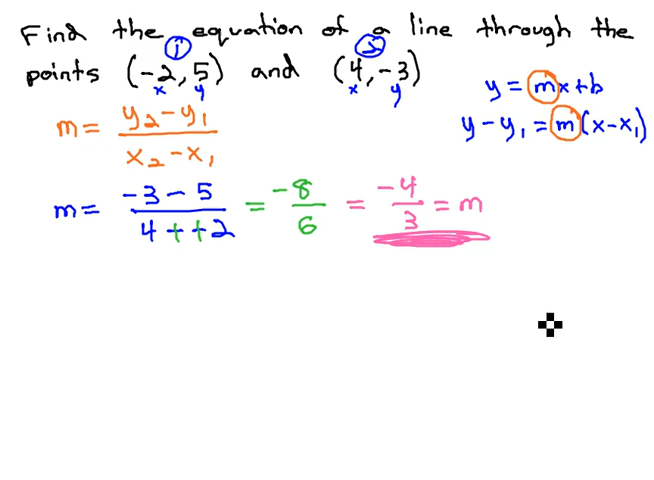 Find the equation of a line through the
① ②
points (-2, 5) and (4, -3)
x y x y
y = mx + b
m = y₂ - y₁ / x₂ - x₁
y - y₁ = m(x - x₁)
m = -3 - 5 / 4 + + 2 = -8 / 6 = -4 / 3 = m